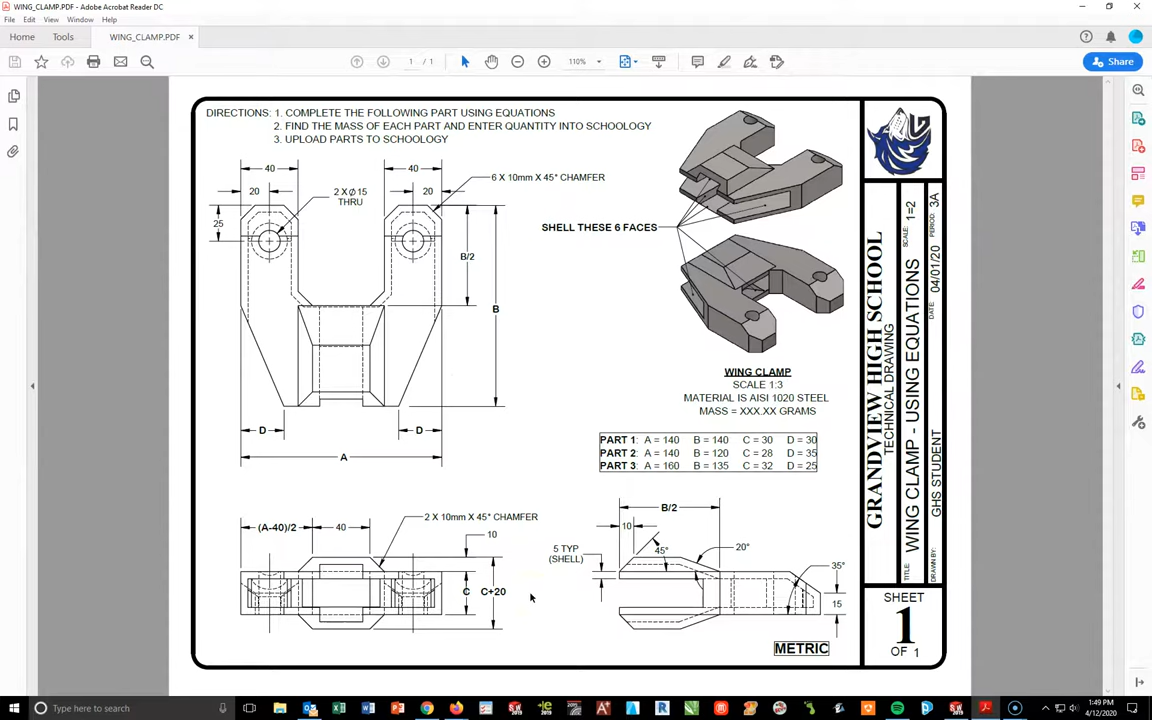 WING_CLAMP.PDF - Adobe Acrobat Reader DC
File Edit View Window Help
Home Tools WING_CLAMP.PDF ×
1 / 1 110% Share
DIRECTIONS: 1. COMPLETE THE FOLLOWING PART USING EQUATIONS
2. FIND THE MASS OF EACH PART AND ENTER QUANTITY INTO SCHOOLOGY
3. UPLOAD PARTS TO SCHOOLOGY
40 40
20 20
2 X Ø 15
THRU
6 X 10mm X 45° CHAMFER
25
B/2
B
D D
A
SHELL THESE 6 FACES
WING CLAMP
SCALE 1:3
MATERIAL IS AISI 1020 STEEL
MASS = XXX.XX GRAMS
PART 1: A = 140 B = 140 C = 30 D = 30
PART 2: A = 140 B = 120 C = 28 D = 35
PART 3: A = 160 B = 135 C = 32 D = 25
(A-40)/2 40
2 X 10mm X 45° CHAMFER
10
C C+20
B/2
10
5 TYP
(SHELL)
45°
20°
35°
15
METRIC
GRANDVIEW HIGH SCHOOL
TECHNICAL DRAWING
TITLE: WING CLAMP - USING EQUATIONS SCALE: 1=2
DRAWN BY: GHS STUDENT DATE: 04/01/20 PERIOD: 3A
SHEET
1
OF 1
Type here to search
1:49 PM
4/12/2020